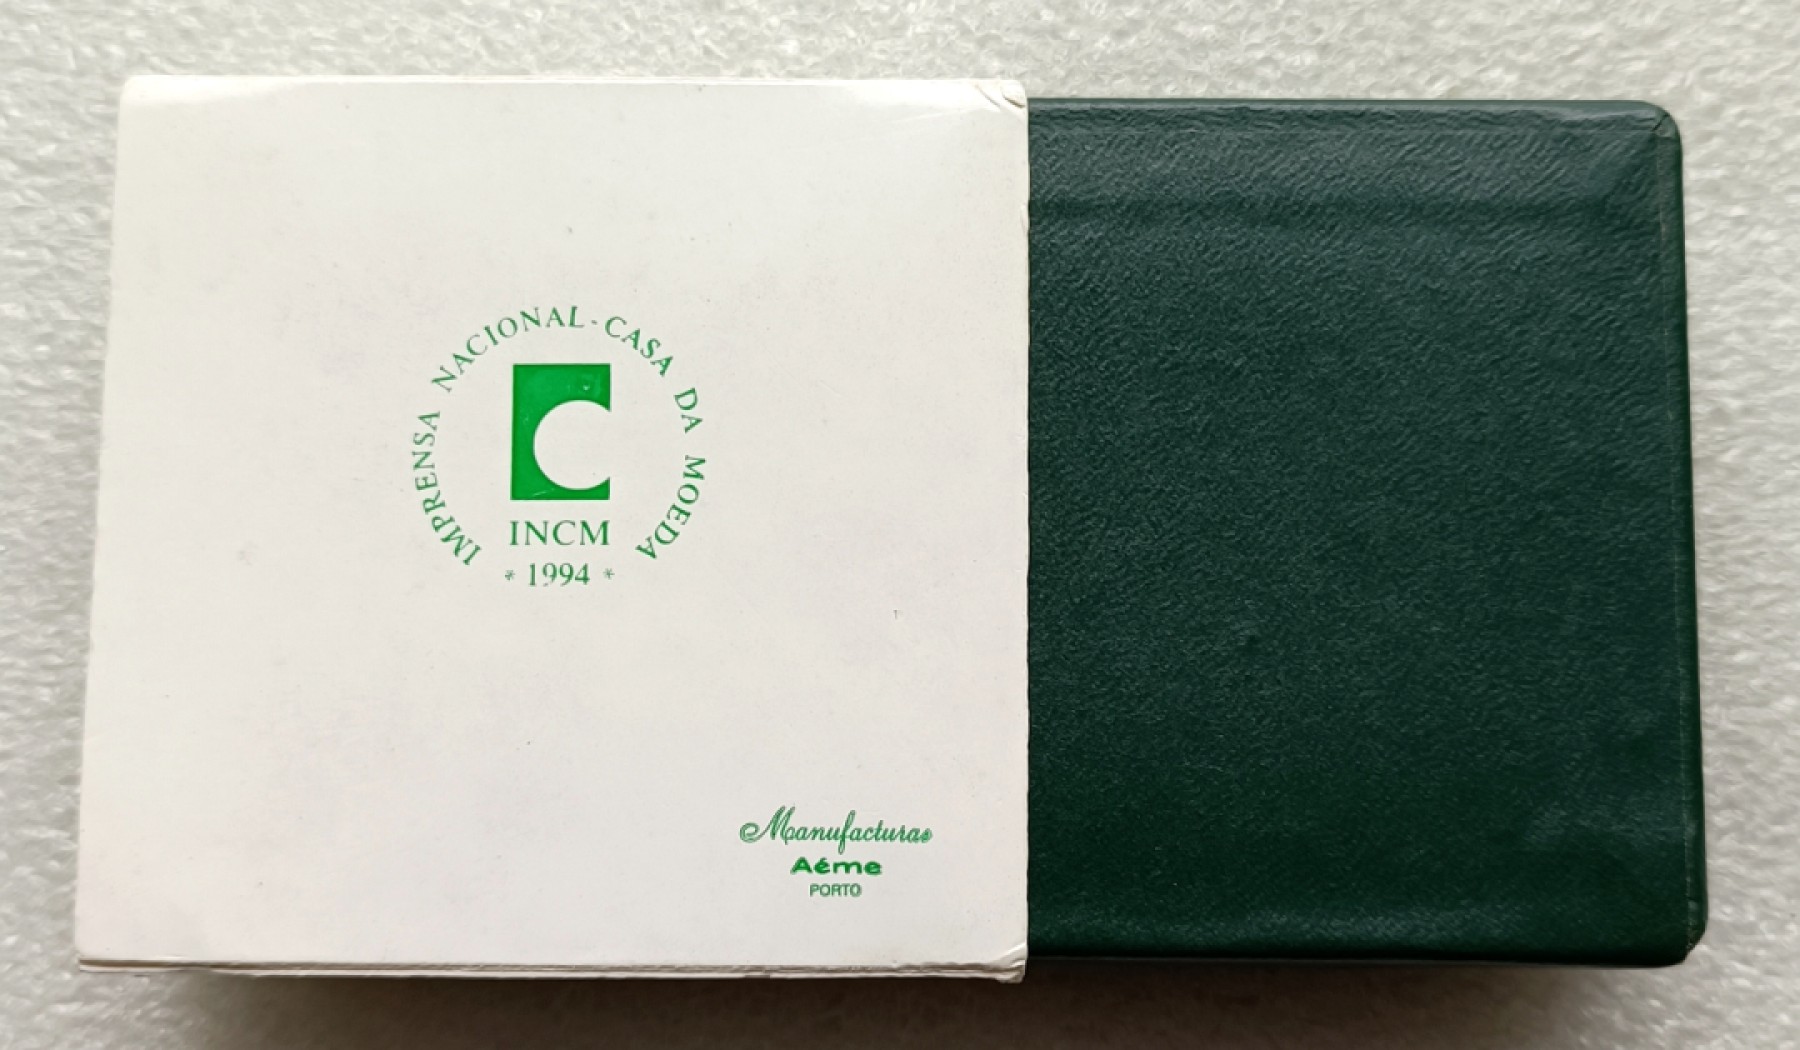 IMPRENSA NACIONAL-CASA DA MOEDA
INCM
* 1994 *
Manufacturas
Aéme
PORTO